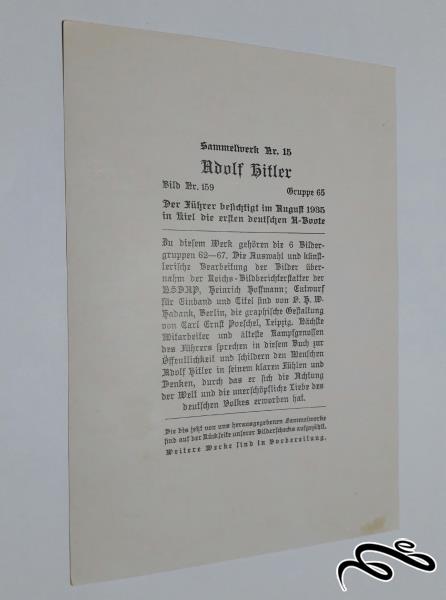 Sammelwerk Nr. 15
Adolf Hitler
Bild Nr. 159 Gruppe 65
Der Führer besichtigt im August 1935
in Kiel die ersten deutschen U-Boote
Zu diesem Werk gehören die 6 Bilder-
gruppen 62—67. Die Auswahl und künst-
lerische Bearbeitung der Bilder über-
nahm der Reichs-Bildberichterstatter der
NSDAP, Heinrich Hoffmann; Entwurf
für Einband und Titel sind von O. H. W.
Hadank, Berlin, die graphische Gestaltung
von Carl Ernst Poeschel, Leipzig. Nächste
Mitarbeiter und älteste Kampfgenossen
des Führers sprechen in diesem Buch zur
Öffentlichkeit und schildern den Menschen
Adolf Hitler in seinem klaren Fühlen und
Denken, durch das er sich die Achtung
der Welt und die unerschöpfliche Liebe des
deutschen Volkes erworben hat.
Die bis jetzt von uns herausgegebenen Sammelwerke
sind auf der Rückseite unserer Bilderschecks aufgezählt.
Weitere Werke sind in Vorbereitung.